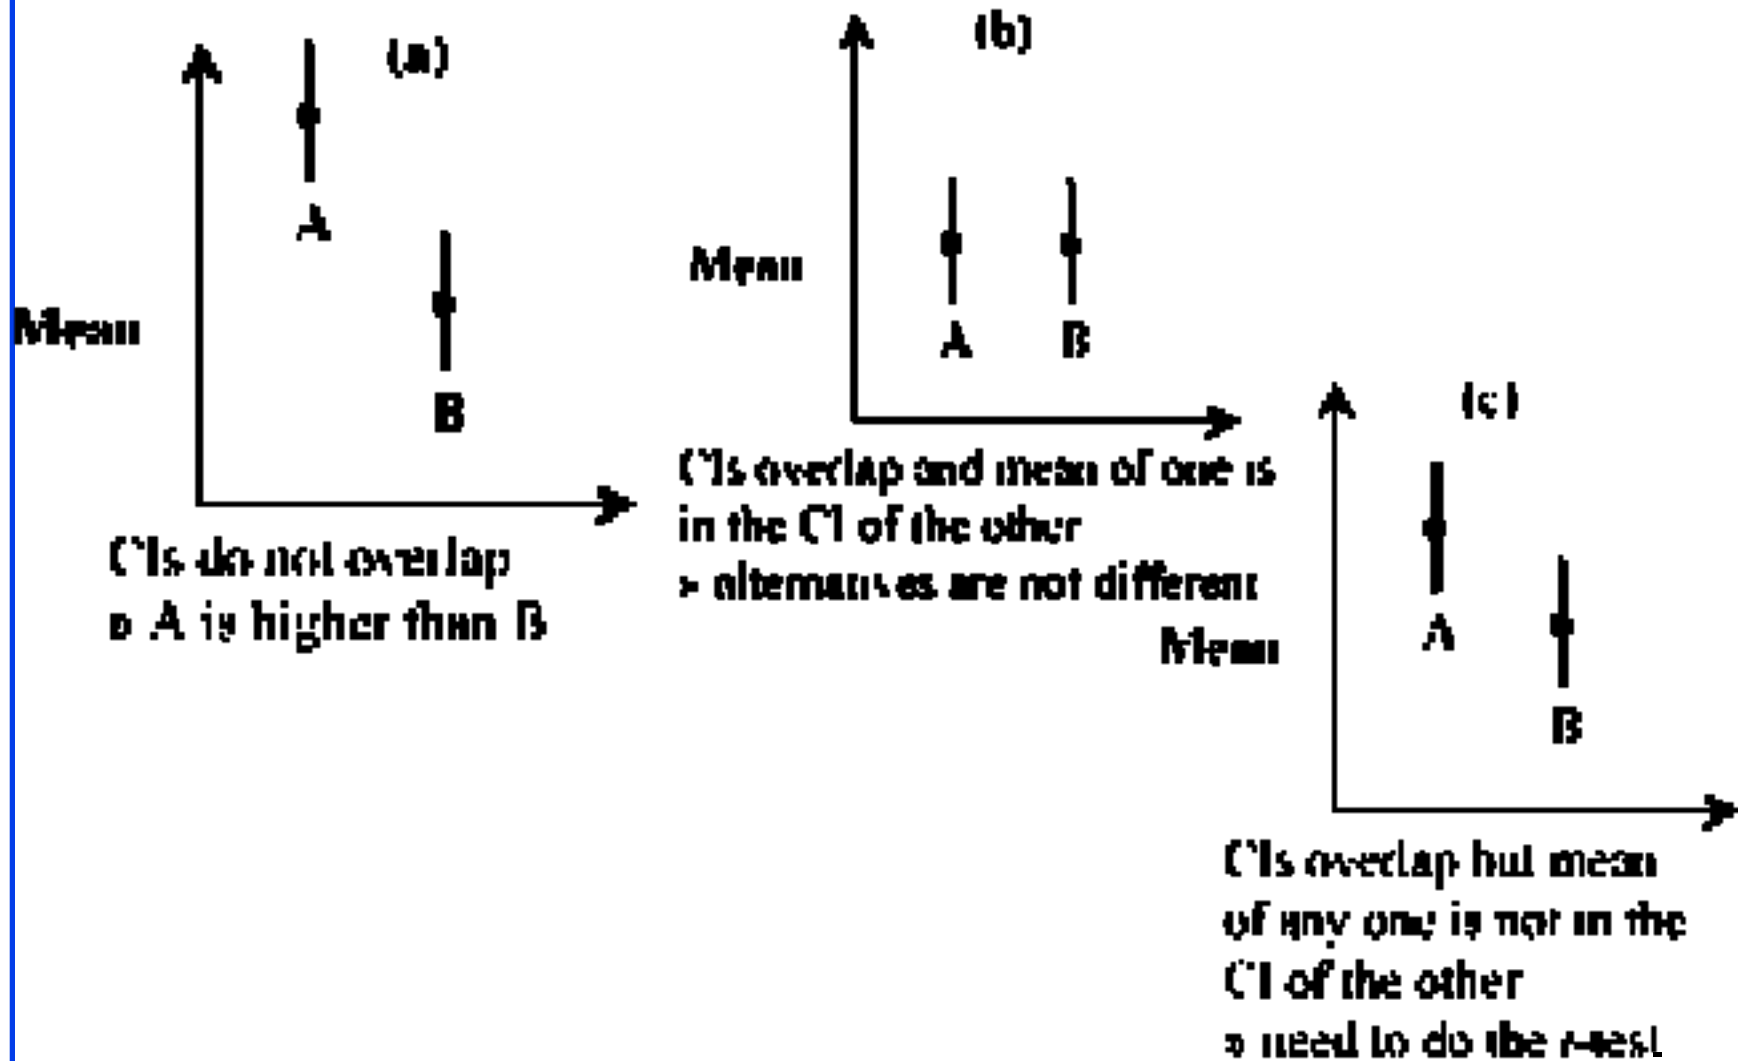 (a)
A
B
Mean
CIs do not overlap
A is higher than B
(b)
Mean
A
B
CIs overlap and mean of one is
in the CI of the other
alternatives are not different
(c)
Mean
A
B
CIs overlap but mean
of any one is not in the
CI of the other
need to do the t-test